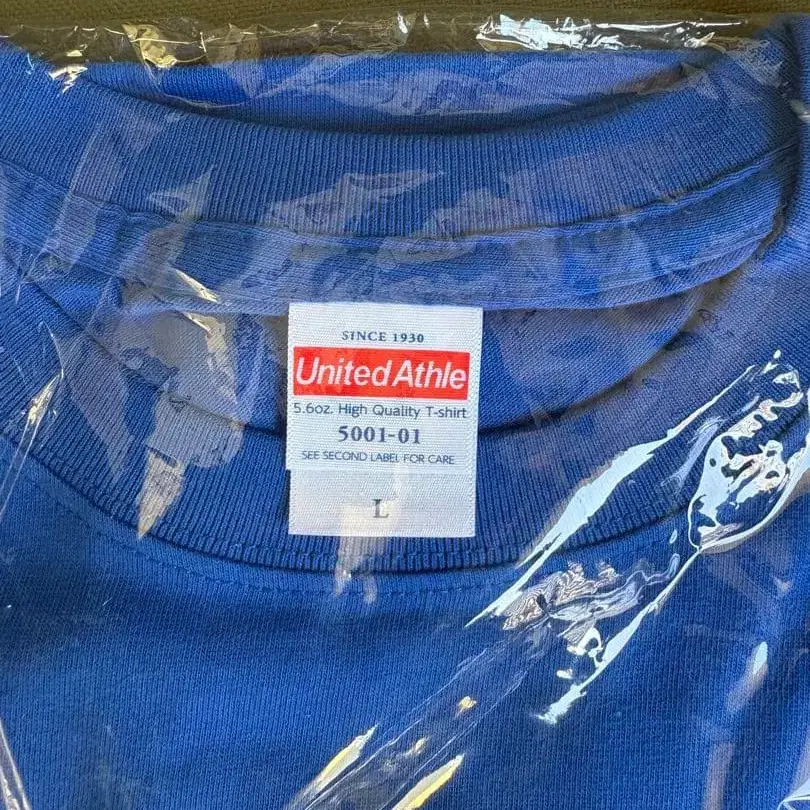 SINCE 1930
United Athle
5.6oz. High Quality T-shirt
5001-01
SEE SECOND LABEL FOR CARE
L